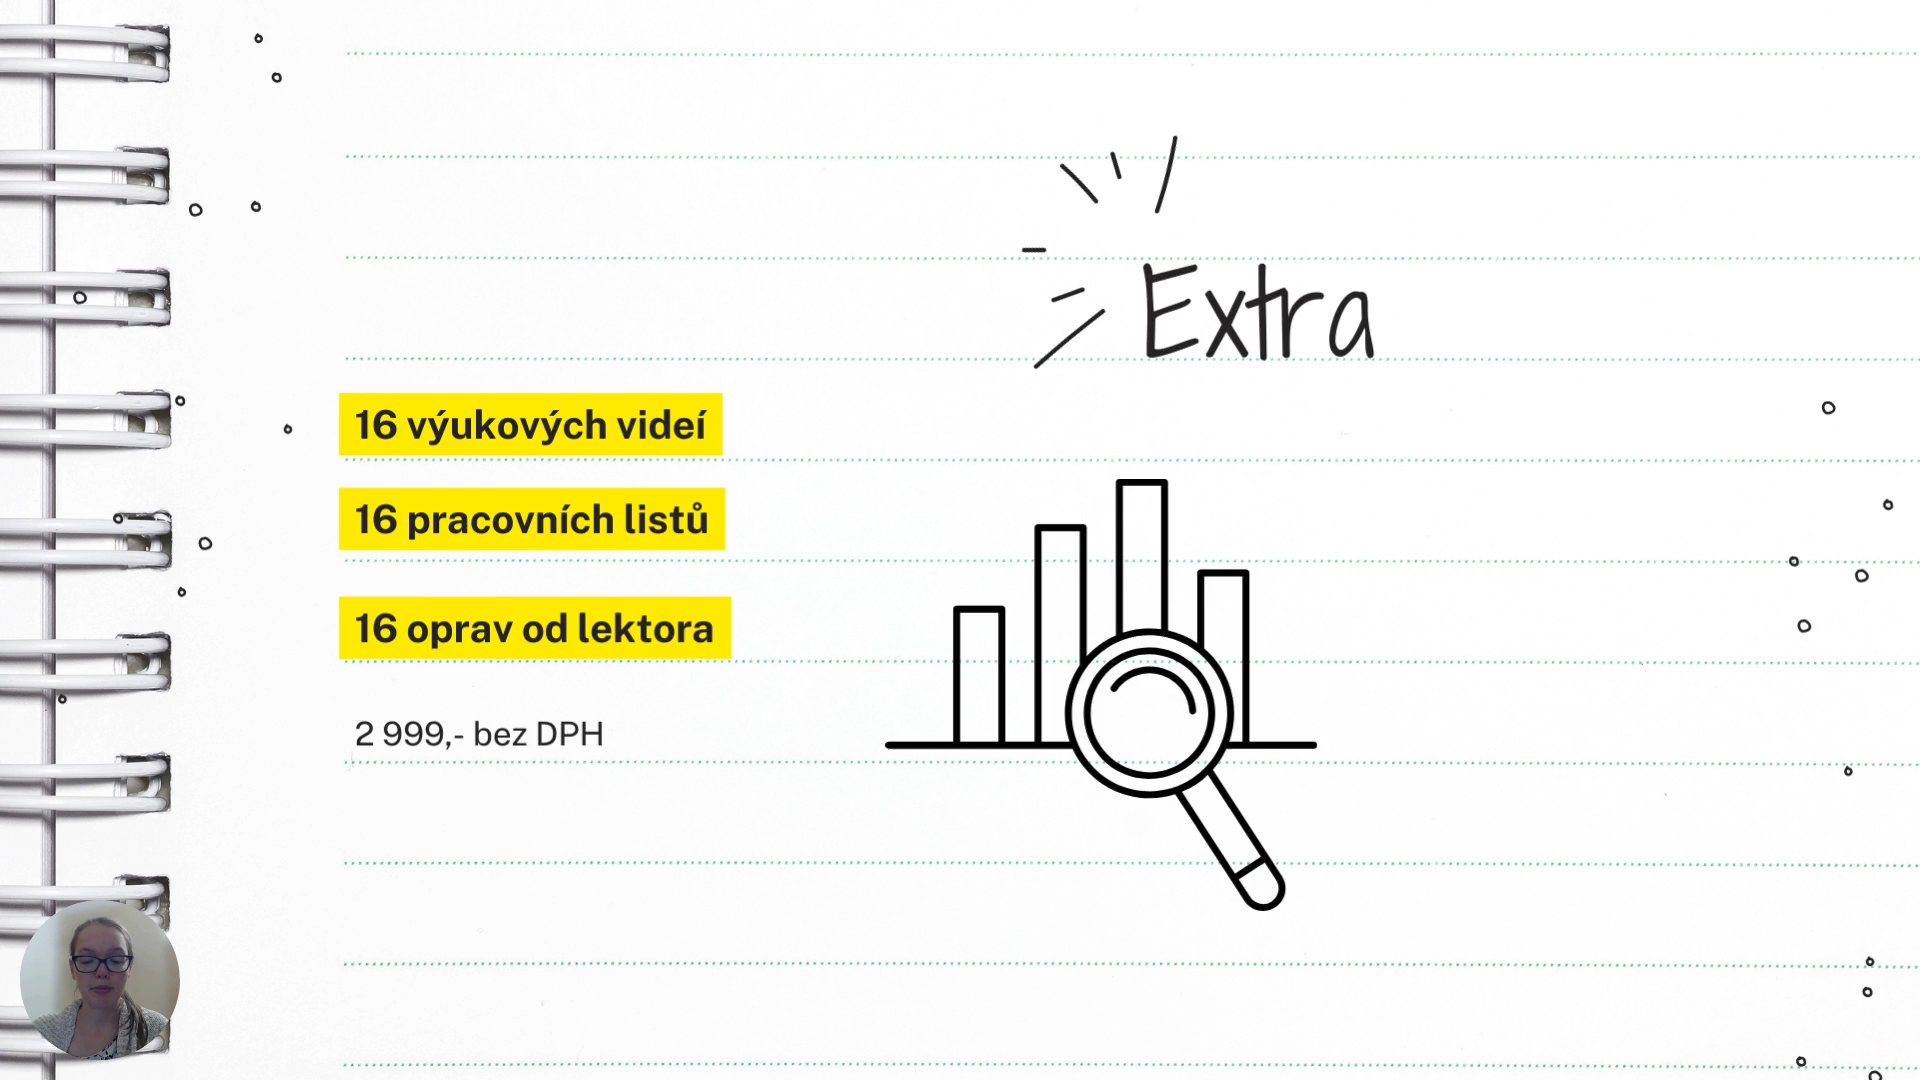 Extra
16 výukových videí
16 pracovních listů
16 oprav od lektora
2 999,- bez DPH